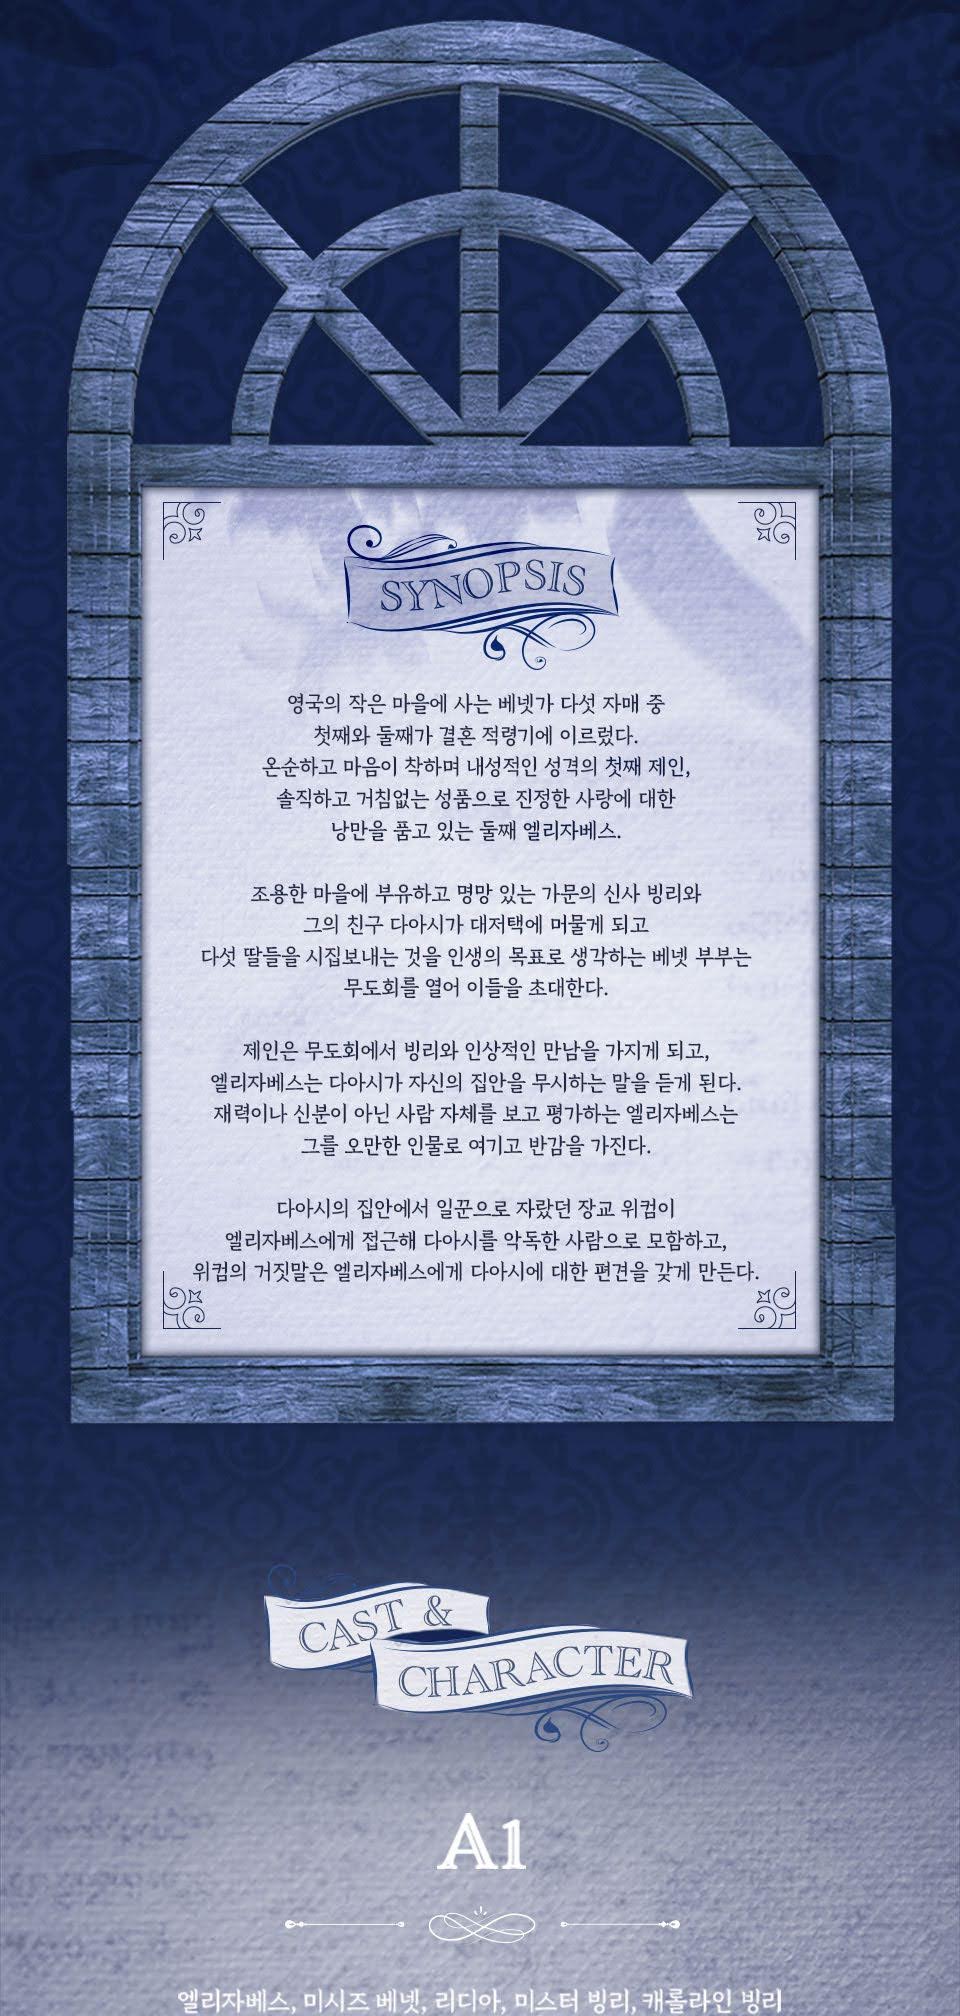 SYNOPSIS
영국의 작은 마을에 사는 베넷가 다섯 자매 중
첫째와 둘째가 결혼 적령기에 이르렀다.
온순하고 마음이 착하며 내성적인 성격의 첫째 제인,
솔직하고 거침없는 성품으로 진정한 사랑에 대한
낭만을 품고 있는 둘째 엘리자베스.
조용한 마을에 부유하고 명망 있는 가문의 신사 빙리와
그의 친구 다아시가 대저택에 머물게 되고
다섯 딸들을 시집보내는 것을 인생의 목표로 생각하는 베넷 부부는
무도회를 열어 이들을 초대한다.
제인은 무도회에서 빙리와 인상적인 만남을 가지게 되고,
엘리자베스는 다아시가 자신의 집안을 무시하는 말을 듣게 된다.
재력이나 신분이 아닌 사람 자체를 보고 평가하는 엘리자베스는
그를 오만한 인물로 여기고 반감을 가진다.
다아시의 집안에서 일꾼으로 자랐던 장교 위컴이
엘리자베스에게 접근해 다아시를 악독한 사람으로 모함하고,
위컴의 거짓말은 엘리자베스에게 다아시에 대한 편견을 갖게 만든다.
CAST &
CHARACTER
A1
엘리자베스, 미시즈 베넷, 리디아, 미스터 빙리, 캐롤라인 빙리